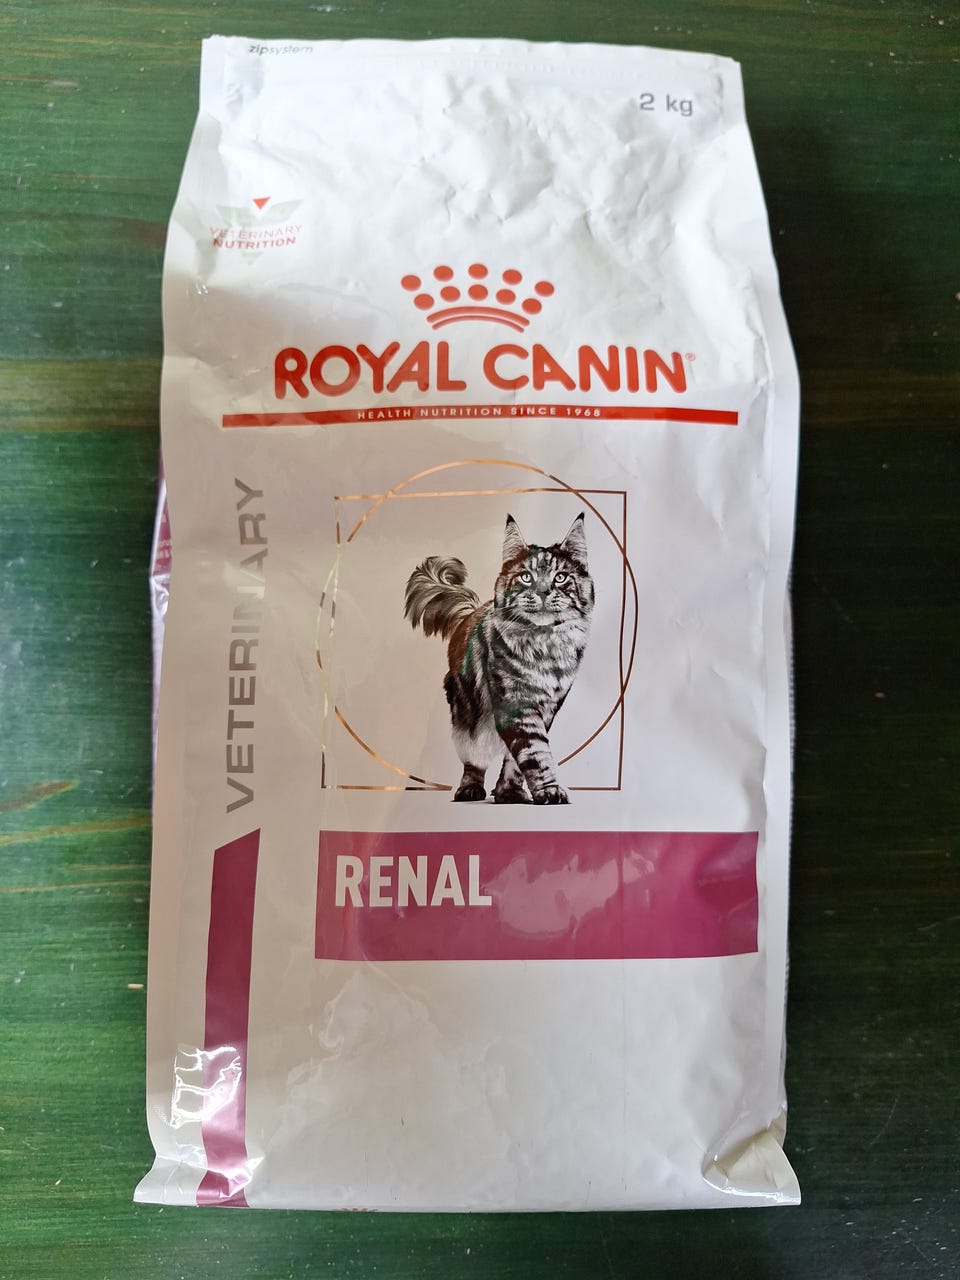 zipsystem
2 kg
VETERINARY
NUTRITION
ROYAL CANIN®
HEALTH NUTRITION SINCE 1968
VETERINARY
RENAL